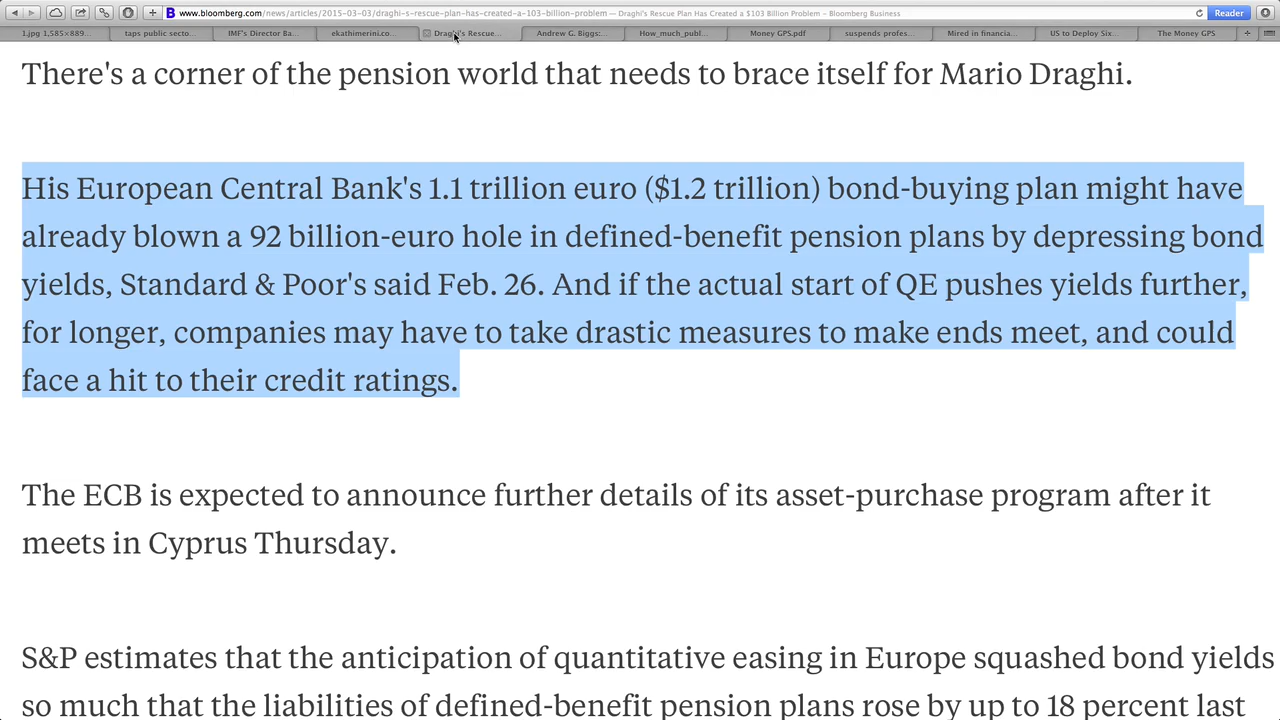 www.bloomberg.com/news/articles/2015-03-03/draghi-s-rescue-plan-has-created-a-103-billion-problem — Draghi's Rescue Plan Has Created a $103 Billion Problem – Bloomberg Business
Reader
1.jpg 1,585×889...
taps public secto...
IMF's Director Ba...
ekathimerini.co...
Draghi's Rescue...
Andrew G. Biggs:...
How_much_publ...
Money GPS.pdf
suspends profes...
Mired in financia...
US to Deploy Six...
The Money GPS
There's a corner of the pension world that needs to brace itself for Mario Draghi.
His European Central Bank's 1.1 trillion euro ($1.2 trillion) bond-buying plan might have
already blown a 92 billion-euro hole in defined-benefit pension plans by depressing bond
yields, Standard & Poor's said Feb. 26. And if the actual start of QE pushes yields further,
for longer, companies may have to take drastic measures to make ends meet, and could
face a hit to their credit ratings.
The ECB is expected to announce further details of its asset-purchase program after it
meets in Cyprus Thursday.
S&P estimates that the anticipation of quantitative easing in Europe squashed bond yields
so much that the liabilities of defined-benefit pension plans rose by up to 18 percent last